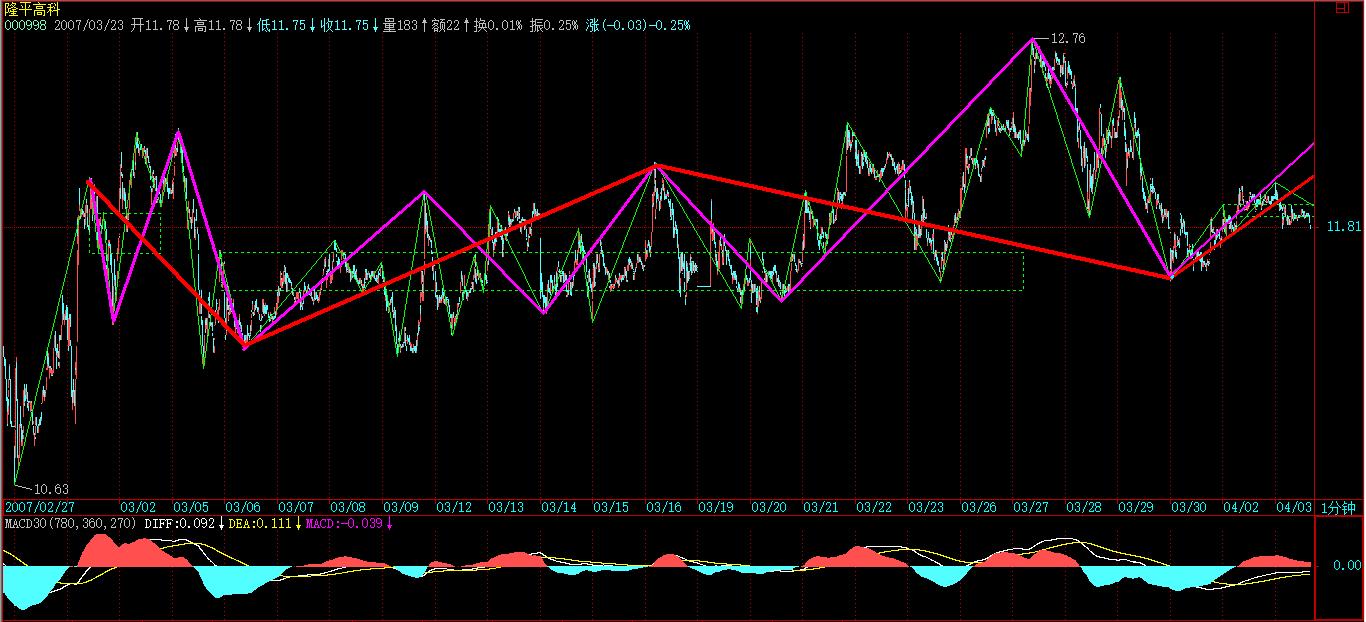 隆平高科
000998 2007/03/23 开11.78↓高11.78↓低11.75↓收11.75↓量183↑额22↑换0.01% 振0.25% 涨(-0.03)-0.25%
12.76
11.81
10.63
2007/02/27 03/02 03/05 03/06 03/07 03/08 03/09 03/12 03/13 03/14 03/15 03/16 03/19 03/20 03/21 03/22 03/23 03/26 03/27 03/28 03/29 03/30 04/02 04/03 1分钟
MACD30(780,360,270) DIFF:0.092↓DEA:0.111↓MACD:-0.039↓
0.00